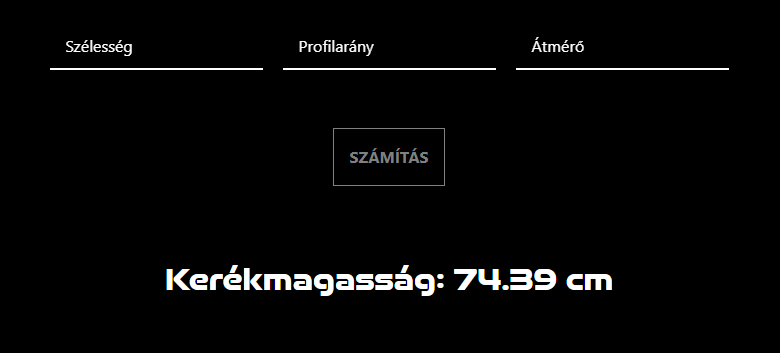 Szélesség Profilarány Átmérő
SZÁMÍTÁS
Kerékmagasság: 74.39 cm